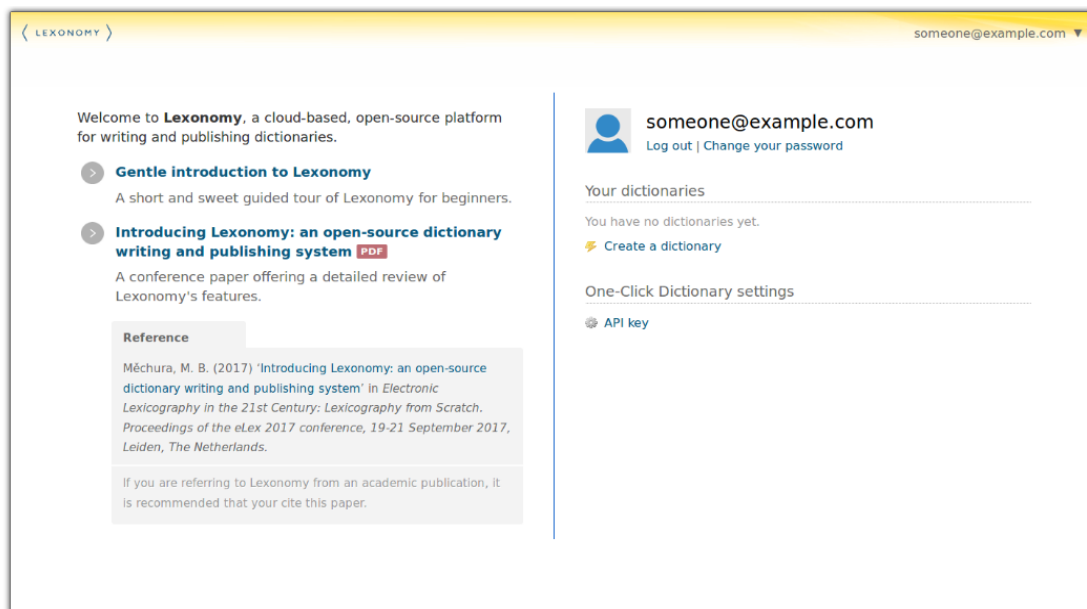 〈 LEXONOMY 〉
someone@example.com ▼
Welcome to Lexonomy, a cloud-based, open-source platform
for writing and publishing dictionaries.
Gentle introduction to Lexonomy
A short and sweet guided tour of Lexonomy for beginners.
Introducing Lexonomy: an open-source dictionary
writing and publishing system PDF
A conference paper offering a detailed review of
Lexonomy's features.
Reference
Měchura, M. B. (2017) ‘Introducing Lexonomy: an open-source
dictionary writing and publishing system’ in Electronic
Lexicography in the 21st Century: Lexicography from Scratch.
Proceedings of the eLex 2017 conference, 19-21 September 2017,
Leiden, The Netherlands.
If you are referring to Lexonomy from an academic publication, it
is recommended that your cite this paper.
someone@example.com
Log out | Change your password
Your dictionaries
You have no dictionaries yet.
Create a dictionary
One-Click Dictionary settings
API key